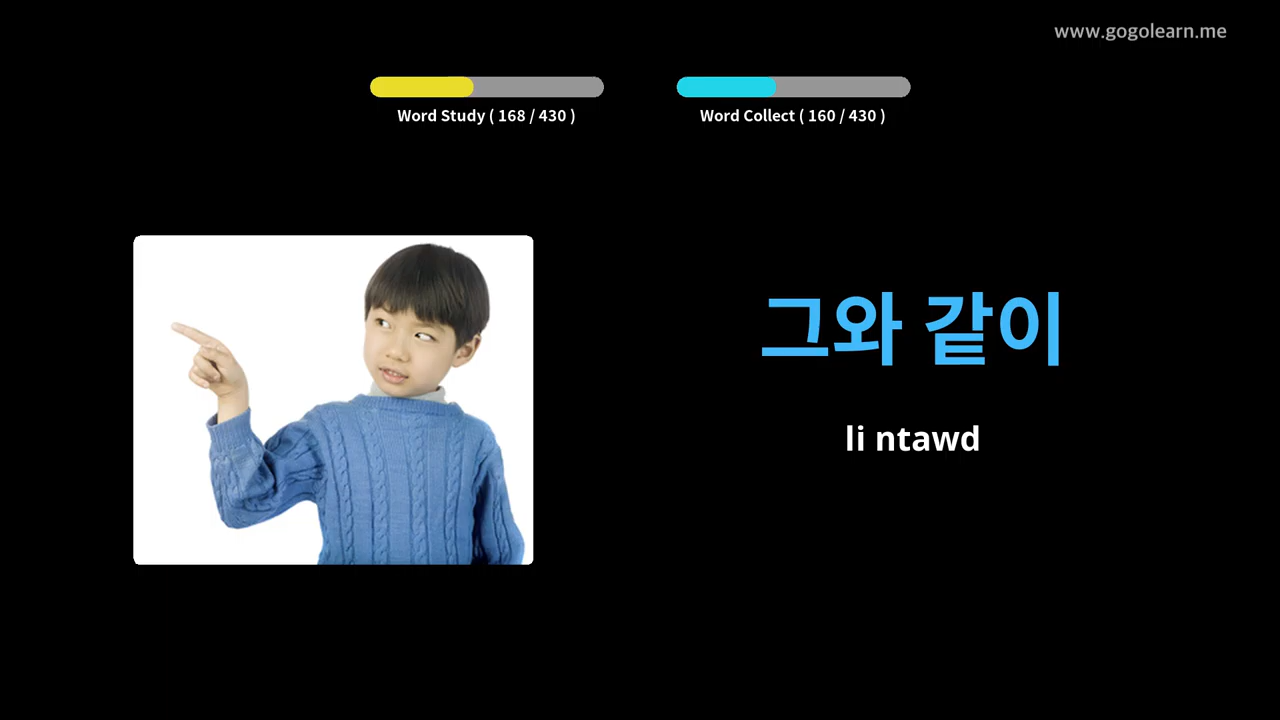 www.gogolearn.me
Word Study ( 168 / 430 )
Word Collect ( 160 / 430 )
그와 같이
li ntawd